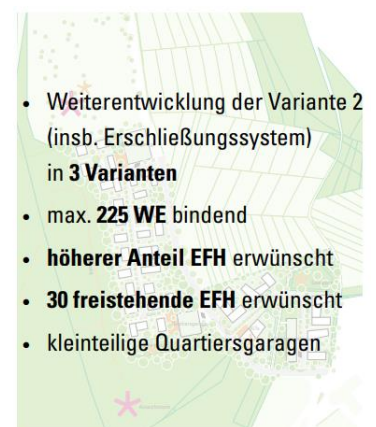 • Weiterentwicklung der Variante 2
(insb. Erschließungssystem)
in 3 Varianten
• max. 225 WE bindend
• höherer Anteil EFH erwünscht
• 30 freistehende EFH erwünscht
• kleinteilige Quartiersgaragen